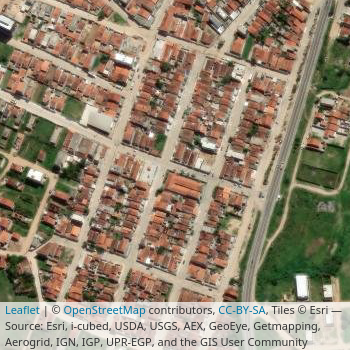 Leaflet | © OpenStreetMap contributors, CC-BY-SA, Tiles © Esri —
Source: Esri, i-cubed, USDA, USGS, AEX, GeoEye, Getmapping,
Aerogrid, IGN, IGP, UPR-EGP, and the GIS User Community